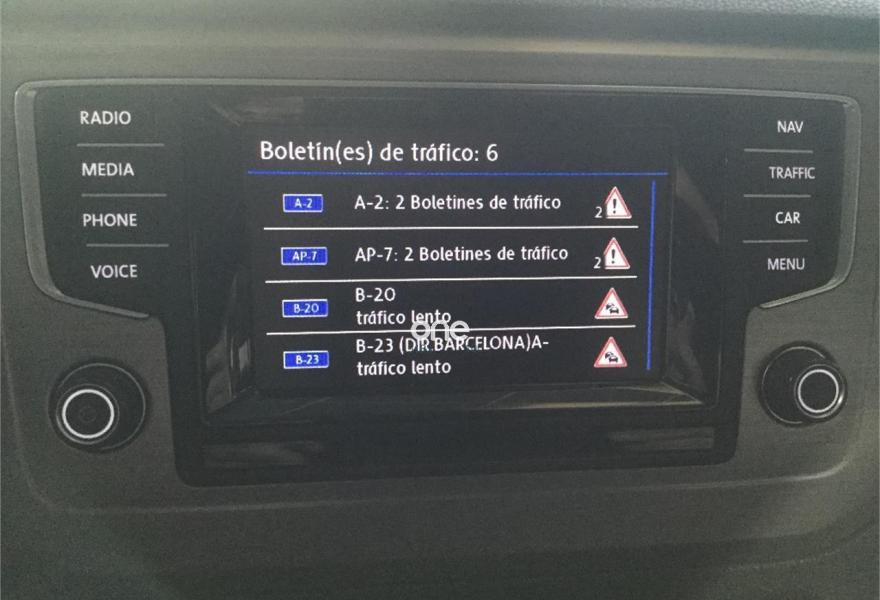 RADIO
MEDIA
PHONE
VOICE
Boletín(es) de tráfico: 6
A-2 A-2: 2 Boletines de tráfico 2
AP-7 AP-7: 2 Boletines de tráfico 2
B-20 B-20
tráfico lento
B-23 B-23 (DIR.BARCELONA)A-
tráfico lento
one
NAV
TRAFFIC
CAR
MENU